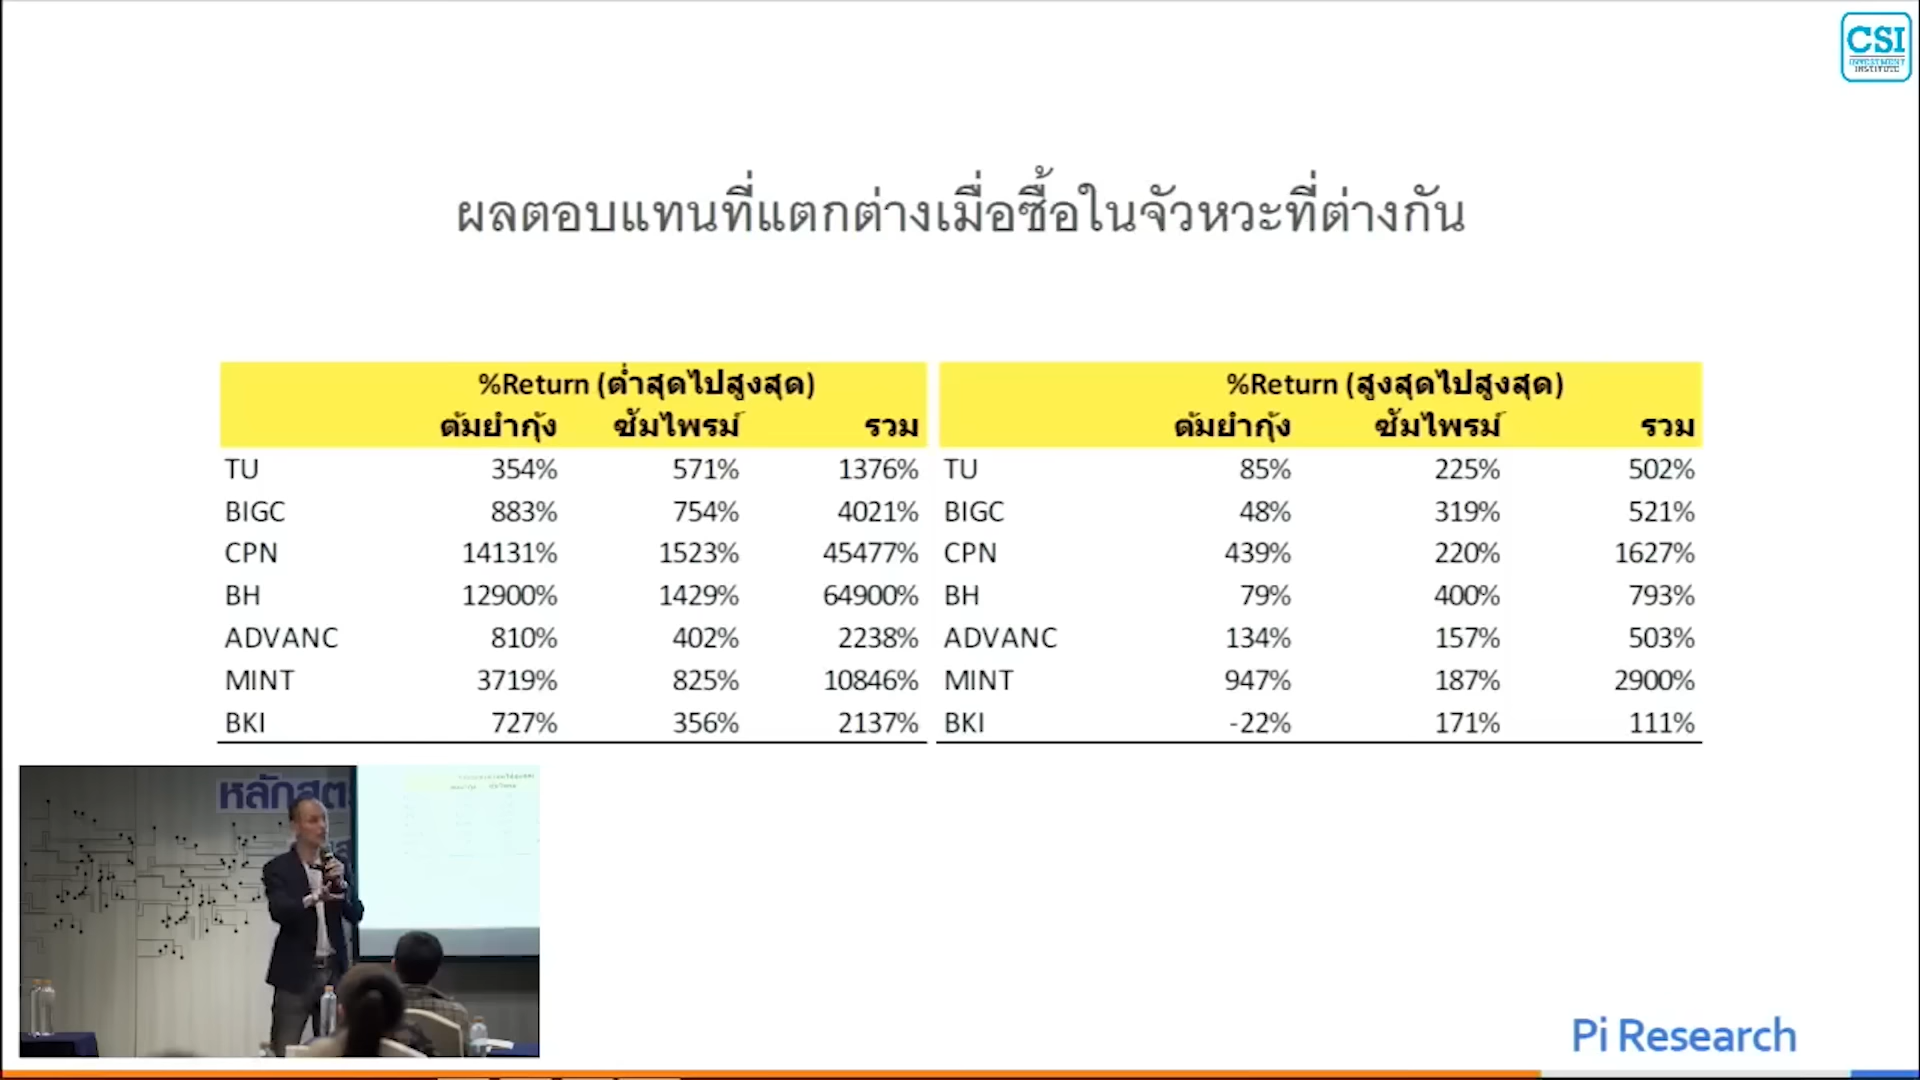 CSI
INVESTMENT
INSTITUTE
ผลตอบแทนที่แตกต่างเมื่อซื้อในจังหวะที่ต่างกัน
%Return (ต่ำสุดไปสูงสุด)
ต้มยำกุ้ง ซับไพรม์ รวม
TU 354% 571% 1376%
BIGC 883% 754% 4021%
CPN 14131% 1523% 45477%
BH 12900% 1429% 64900%
ADVANC 810% 402% 2238%
MINT 3719% 825% 10846%
BKI 727% 356% 2137%
%Return (สูงสุดไปสูงสุด)
ต้มยำกุ้ง ซับไพรม์ รวม
TU 85% 225% 502%
BIGC 48% 319% 521%
CPN 439% 220% 1627%
BH 79% 400% 793%
ADVANC 134% 157% 503%
MINT 947% 187% 2900%
BKI -22% 171% 111%
Pi Research